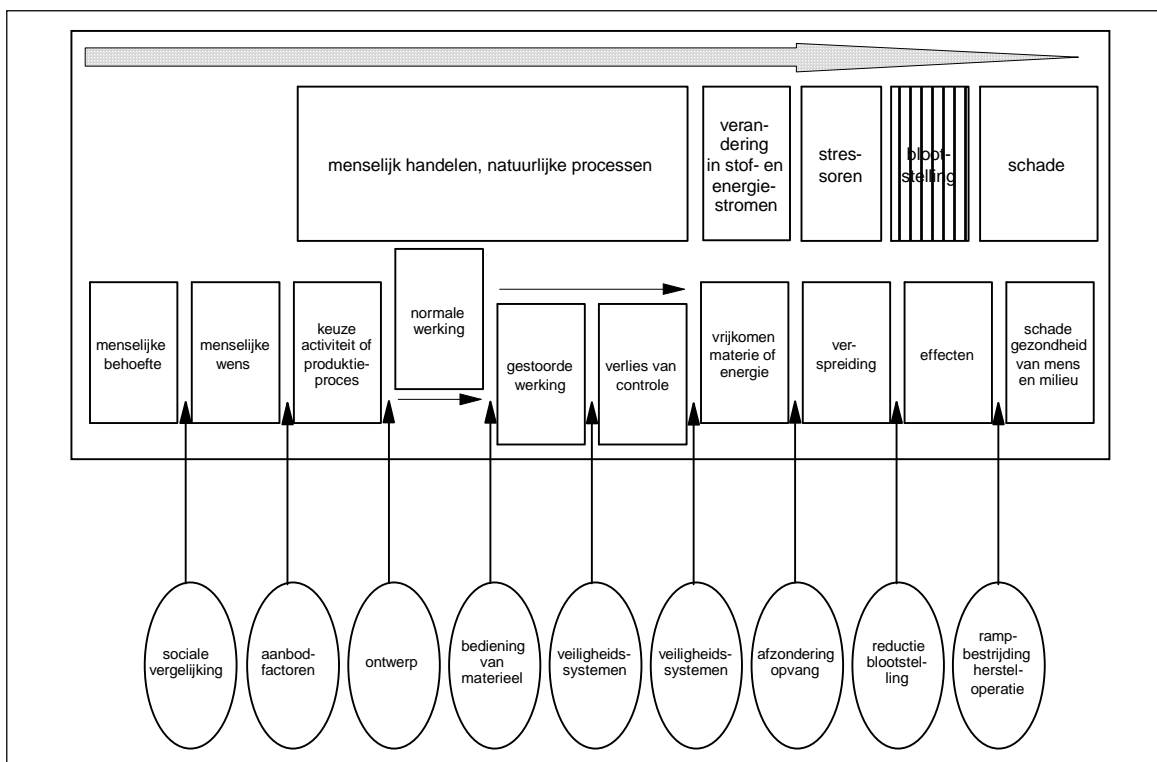 menselijk handelen, natuurlijke processen
veran-
dering
in stof- en
energie-
stromen
stres-
soren
bloot-
stelling
schade
menselijke
behoefte
menselijke
wens
keuze
activiteit of
produktie-
proces
normale
werking
gestoorde
werking
verlies van
controle
vrijkomen
materie of
energie
ver-
spreiding
effecten
schade
gezondheid
van mens
en milieu
sociale
vergelijking
aanbod-
factoren
ontwerp
bediening
van
materieel
veiligheids-
systemen
veiligheids-
systemen
afzondering
opvang
reductie
blootstel-
ling
ramp-
bestrijding
herstel-
operatie